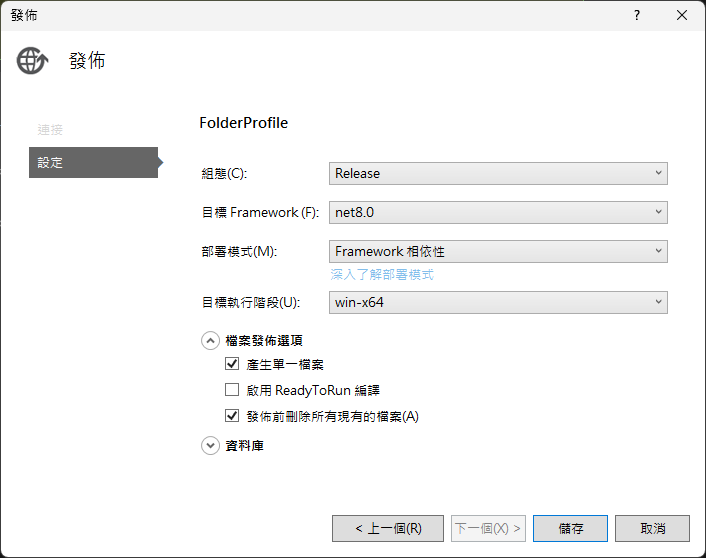 發佈
?
發佈
連接
設定
FolderProfile
組態(C):
Release
目標 Framework (F):
net8.0
部署模式(M):
Framework 相依性
深入了解部署模式
目標執行階段(U):
win-x64
檔案發佈選項
產生單一檔案
啟用 ReadyToRun 編譯
發佈前刪除所有現有的檔案(A)
資料庫
< 上一個(R)
下一個(X) >
儲存
取消